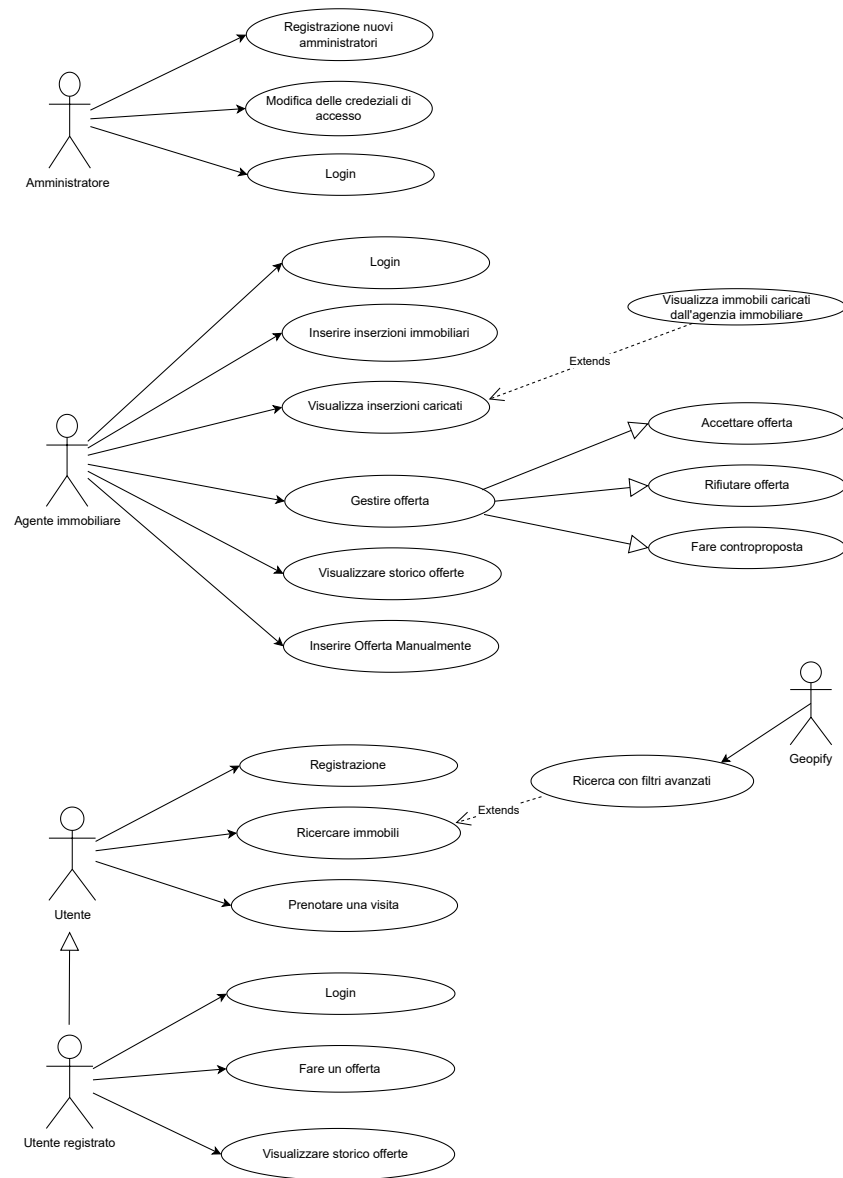 Registrazione nuovi
amministratori
Modifica delle credeziali di
accesso
Login
Amministratore
Login
Visualizza immobili caricati
dall'agenzia immobiliare
Inserire inserzioni immobiliari
Extends
Visualizza inserzioni caricati
Accettare offerta
Rifiutare offerta
Gestire offerta
Agente immobiliare
Fare controproposta
Visualizzare storico offerte
Inserire Offerta Manualmente
Geopify
Registrazione
Ricerca con filtri avanzati
Extends
Ricercare immobili
Prenotare una visita
Utente
Login
Fare un offerta
Utente registrato
Visualizzare storico offerte